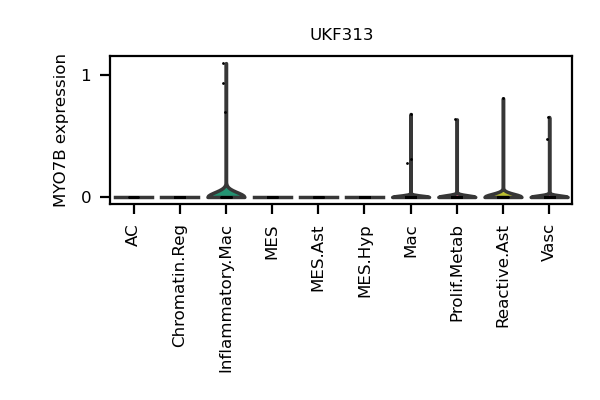 UKF313
MYO7B expression
1
0
AC
Chromatin.Reg
Inflammatory.Mac
MES
MES.Ast
MES.Hyp
Mac
Prolif.Metab
Reactive.Ast
Vasc